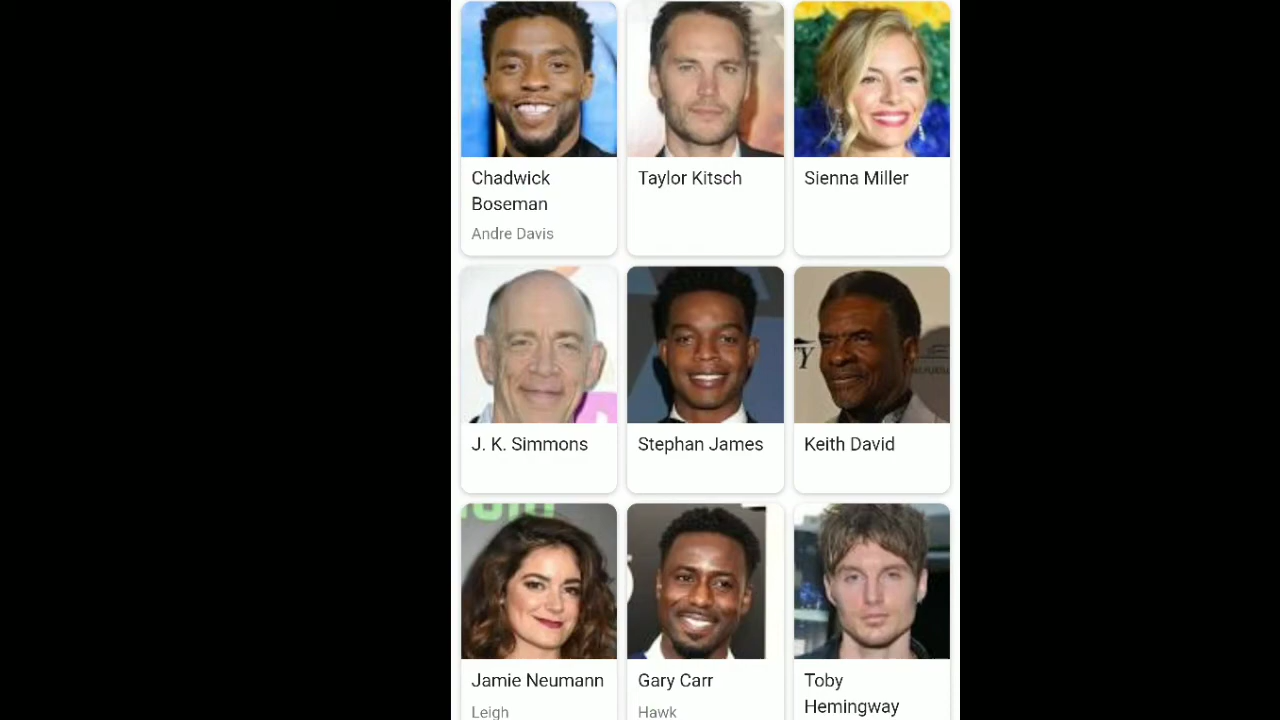 Chadwick
Boseman
Andre Davis
Taylor Kitsch
Sienna Miller
J. K. Simmons
Stephan James
Keith David
Jamie Neumann
Leigh
Gary Carr
Hawk
Toby
Hemingway